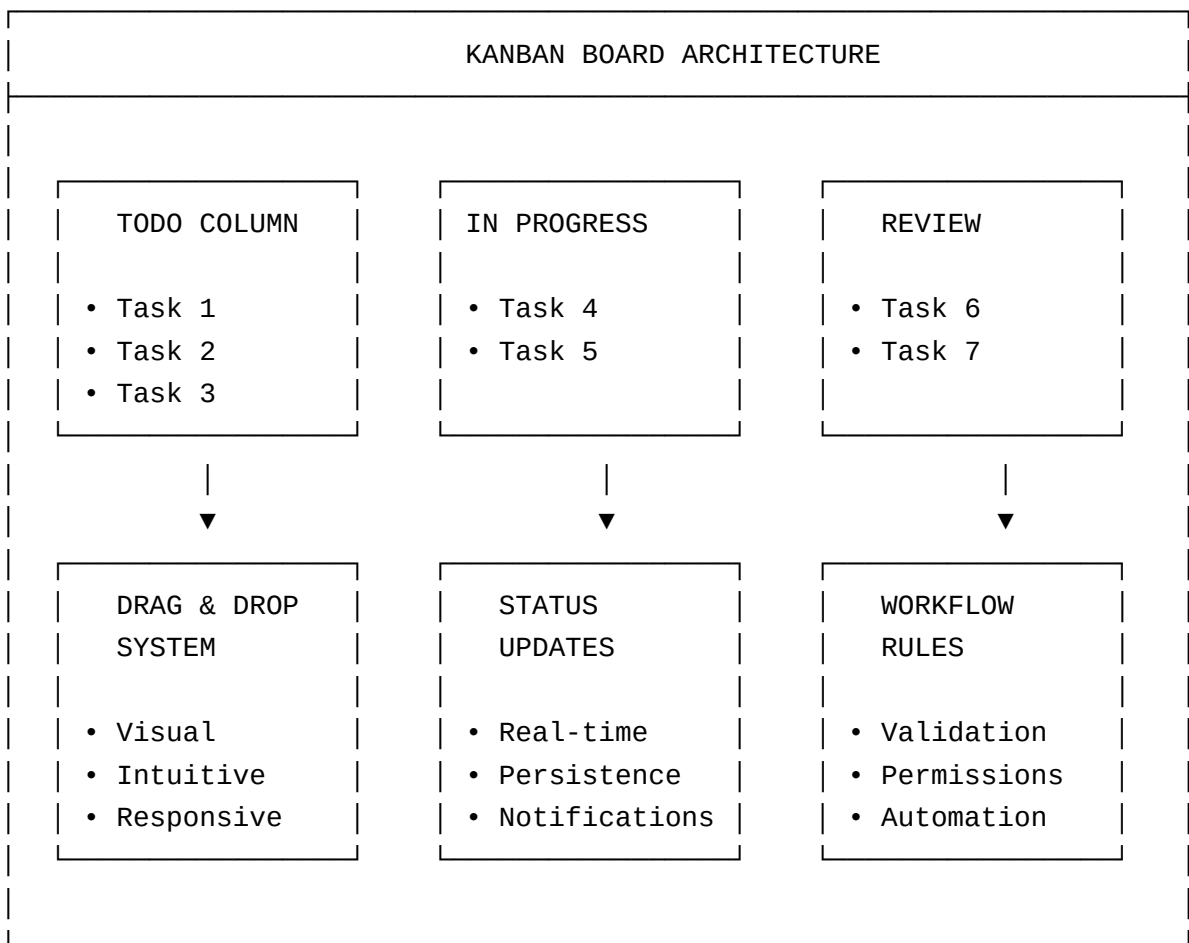 KANBAN BOARD ARCHITECTURE
TODO COLUMN IN PROGRESS REVIEW
• Task 1 • Task 4 • Task 6
• Task 2 • Task 5 • Task 7
• Task 3
DRAG & DROP STATUS WORKFLOW
SYSTEM UPDATES RULES
• Visual • Real-time • Validation
• Intuitive • Persistence • Permissions
• Responsive • Notifications • Automation